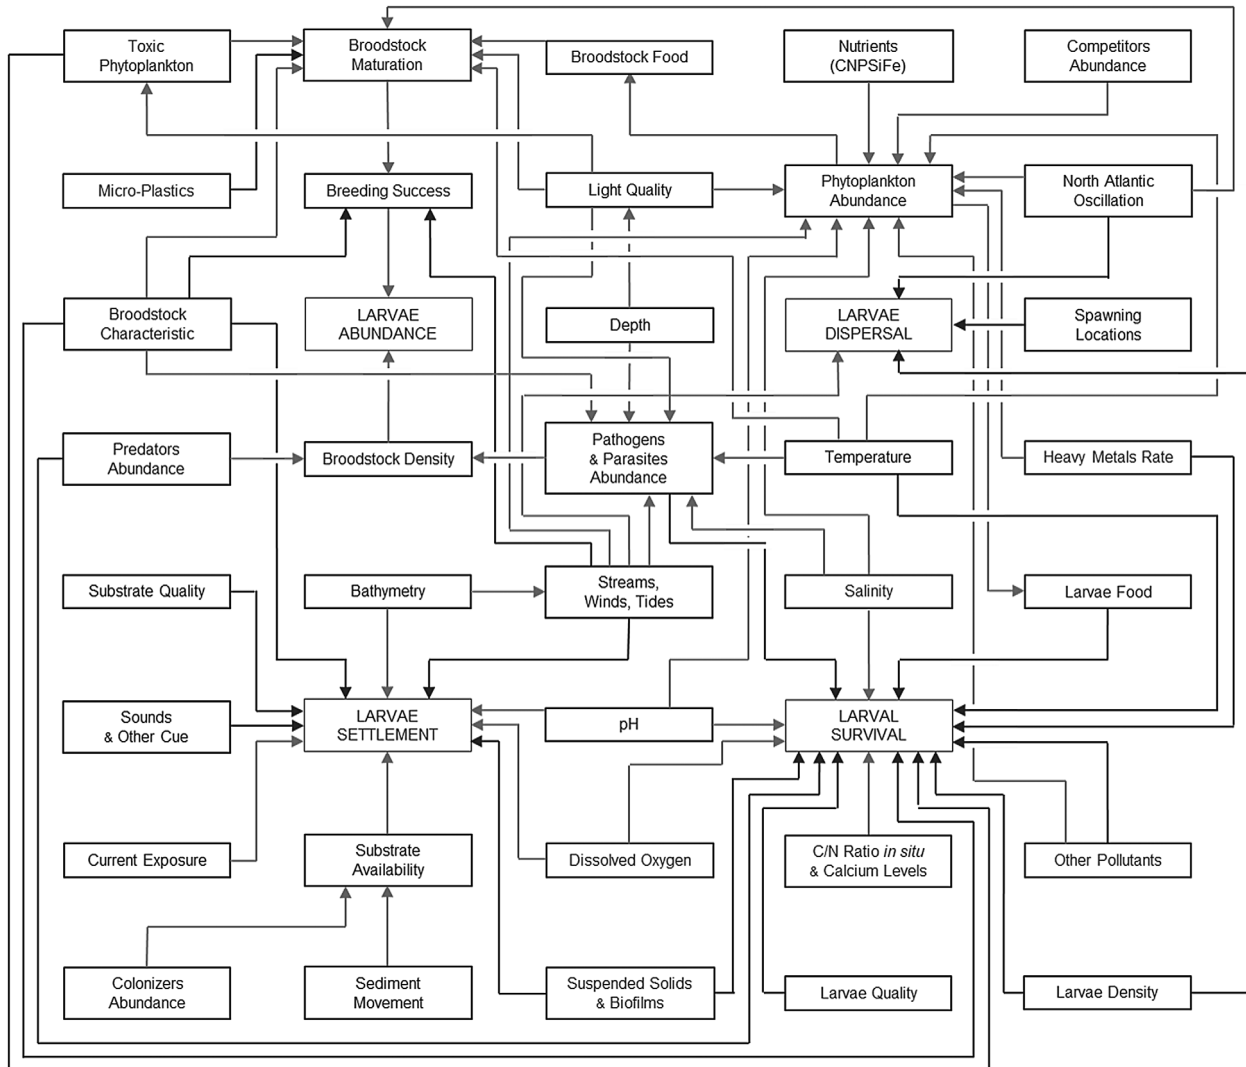 Toxic
Phytoplankton
Broodstock
Maturation
Broodstock Food
Nutrients
(CNPSiFe)
Competitors
Abundance
Micro-Plastics
Breeding Success
Light Quality
Phytoplankton
Abundance
North Atlantic
Oscillation
Broodstock
Characteristic
LARVAE
ABUNDANCE
Depth
LARVAE
DISPERSAL
Spawning
Locations
Predators
Abundance
Broodstock Density
Pathogens
& Parasites
Abundance
Temperature
Heavy Metals Rate
Substrate Quality
Bathymetry
Streams,
Winds, Tides
Salinity
Larvae Food
Sounds
& Other Cue
LARVAE
SETTLEMENT
pH
LARVAL
SURVIVAL
Current Exposure
Substrate
Availability
Dissolved Oxygen
C/N Ratio in situ
& Calcium Levels
Other Pollutants
Colonizers
Abundance
Sediment
Movement
Suspended Solids
& Biofilms
Larvae Quality
Larvae Density